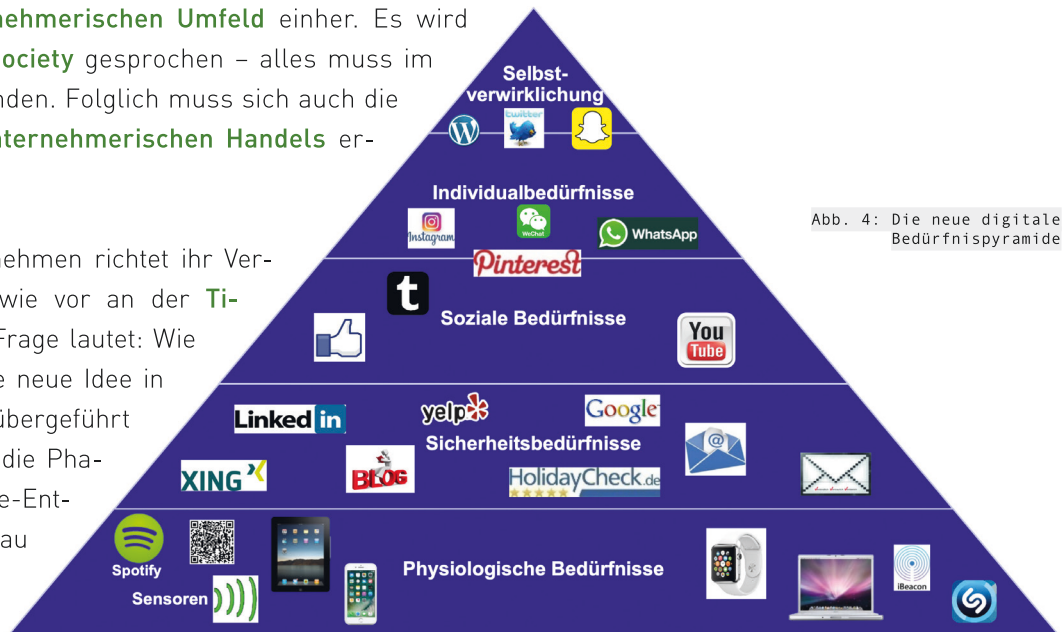 nehmerischen Umfeld einher. Es wird
ociety gesprochen – alles muss im
nden. Folglich muss sich auch die
nternehmerischen Handels er-
nehmen richtet ihr Ver-
wie vor an der Ti-
Frage lautet: Wie
e neue Idee in
übergeführt
die Pha-
e-Ent-
au
Selbst-
verwirklichung
twitter
Individualbedürfnisse
Instagram
WeChat
WhatsApp
Pinterest
t
Soziale Bedürfnisse
You
Tube
Linked in
yelp
Google
Sicherheitsbedürfnisse
@
XING
BLOG
HolidayCheck.de
Spotify
Physiologische Bedürfnisse
iBeacon
Sensoren
Abb. 4: Die neue digitale
Bedürfnispyramide